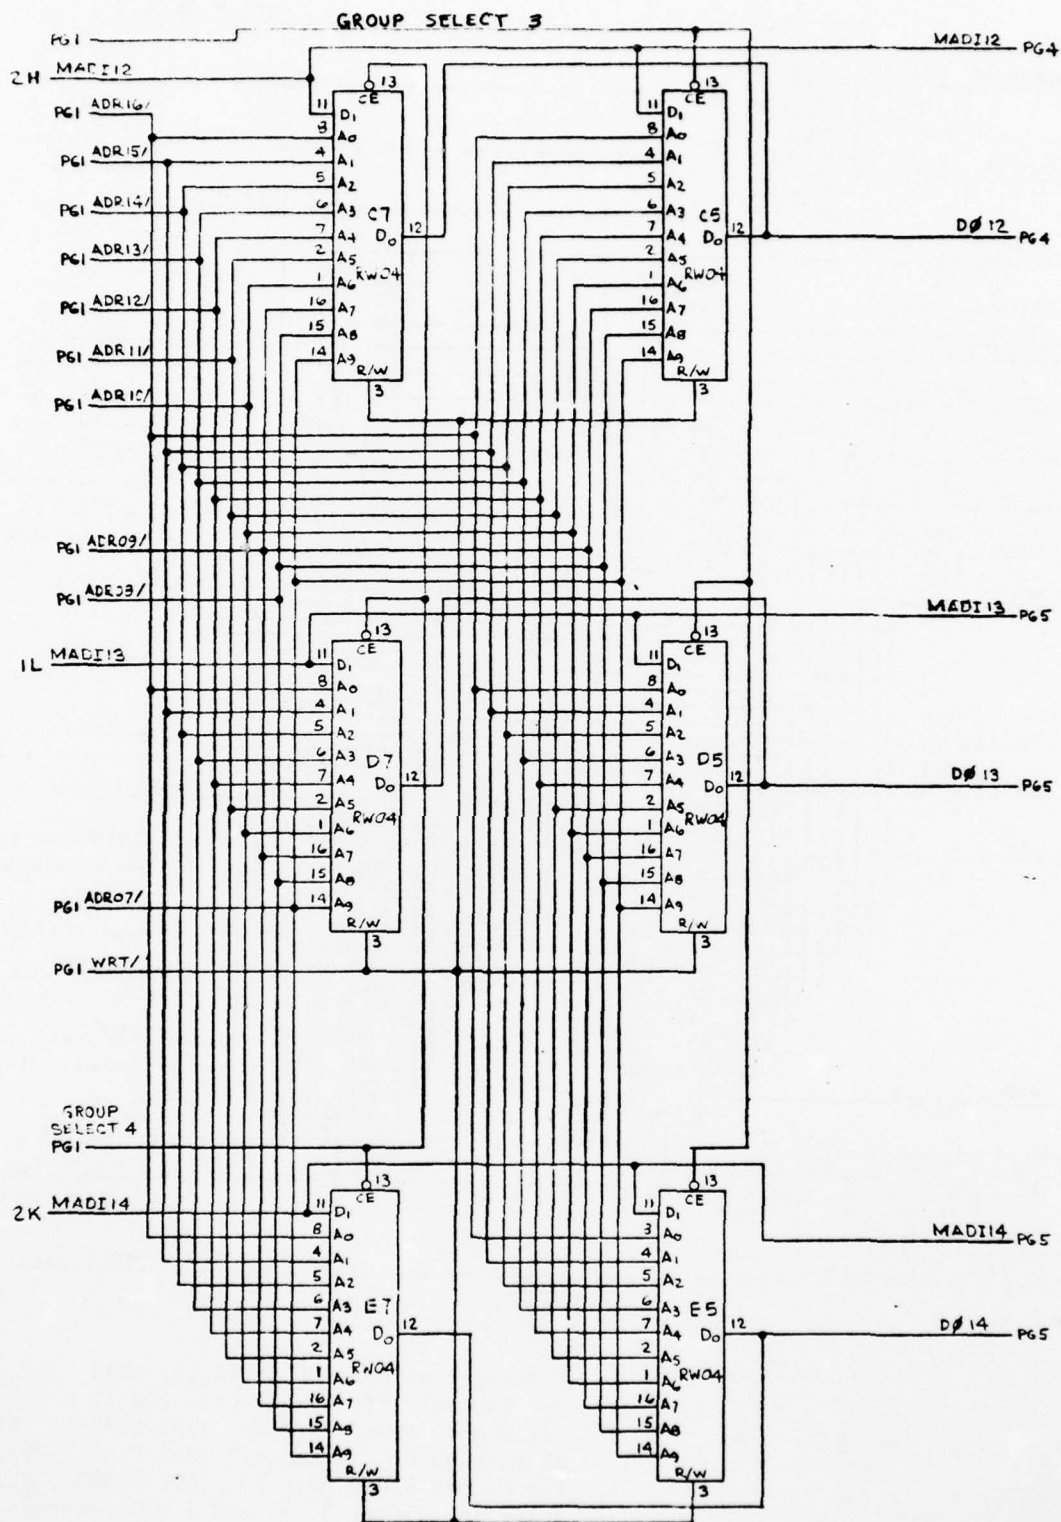 GROUP SELECT 3
PG1
2H MADI12
MADI12 PG4
PG1 ADR16/
PG1 ADR15/
PG1 ADR14/
PG1 ADR13/
PG1 ADR12/
PG1 ADR11/
PG1 ADR10/
13
CE
11 D1
8 A0
4 A1
5 A2
6 A3
C7
7 A4
D0 12
2 A5
RW04
1 A6
16 A7
15 A8
14 A9
R/W
3
13
CE
11 D1
8 A0
4 A1
5 A2
6 A3
C5
7 A4
D0 12
2 A5
RW04
1 A6
16 A7
15 A8
14 A9
R/W
3
DØ12 PG4
PG1 ADR09/
PG1 ADR08/
1L MADI13
MADI13 PG5
13
CE
11 D1
8 A0
4 A1
5 A2
6 A3
D7
7 A4
D0 12
2 A5
RW04
1 A6
16 A7
15 A8
14 A9
R/W
3
13
CE
11 D1
8 A0
4 A1
5 A2
6 A3
D5
7 A4
D0 12
2 A5
RW04
1 A6
16 A7
15 A8
14 A9
R/W
3
DØ13 PG5
PG1 ADR07/
PG1 WRT/
GROUP
SELECT 4
PG1
2K MADI14
13
CE
11 D1
8 A0
4 A1
5 A2
6 A3
E7
7 A4
D0 12
2 A5
RW04
1 A6
16 A7
15 A8
14 A9
R/W
3
13
CE
11 D1
3 A0
4 A1
5 A2
6 A3
E5
7 A4
D0 12
2 A5
RW04
1 A6
16 A7
15 A8
14 A9
R/W
3
MADI14 PG5
DØ14 PG5